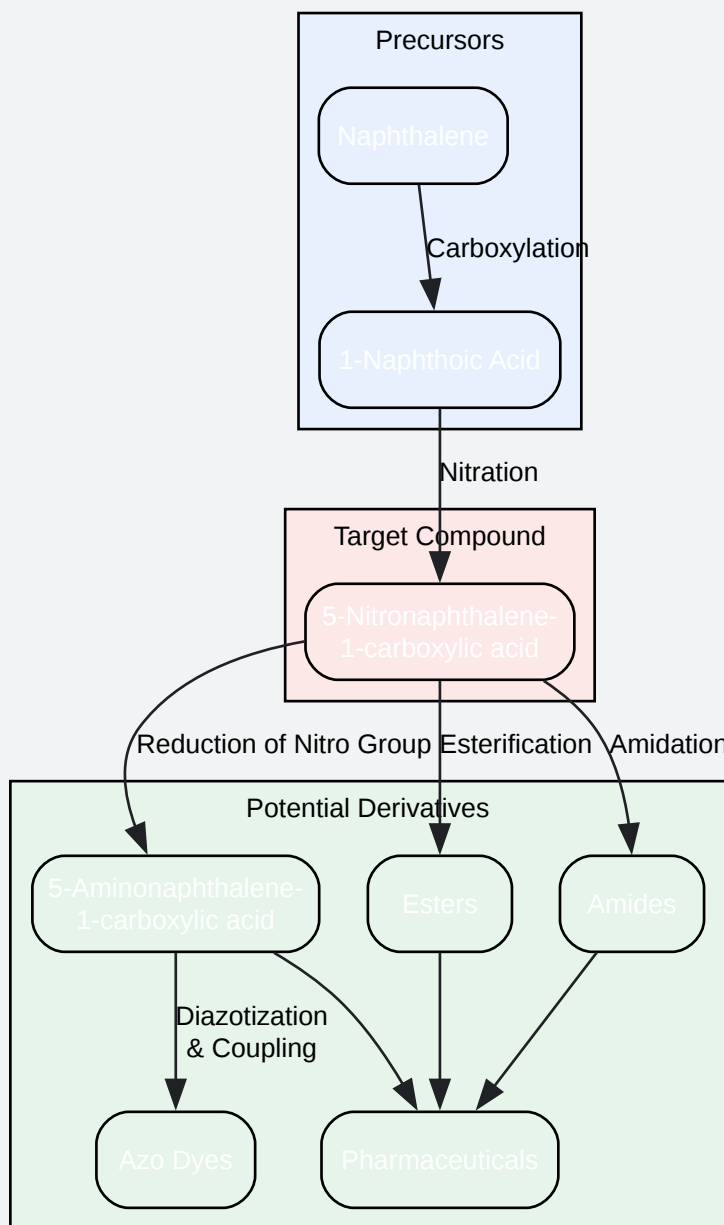 Precursors
Naphthalene
Carboxylation
1-Naphthoic Acid
Nitration
Target Compound
5-Nitronaphthalene-
1-carboxylic acid
Reduction of Nitro Group
Esterification
Amidation
Potential Derivatives
5-Aminonaphthalene-
1-carboxylic acid
Esters
Amides
Diazotization
& Coupling
Azo Dyes
Pharmaceuticals